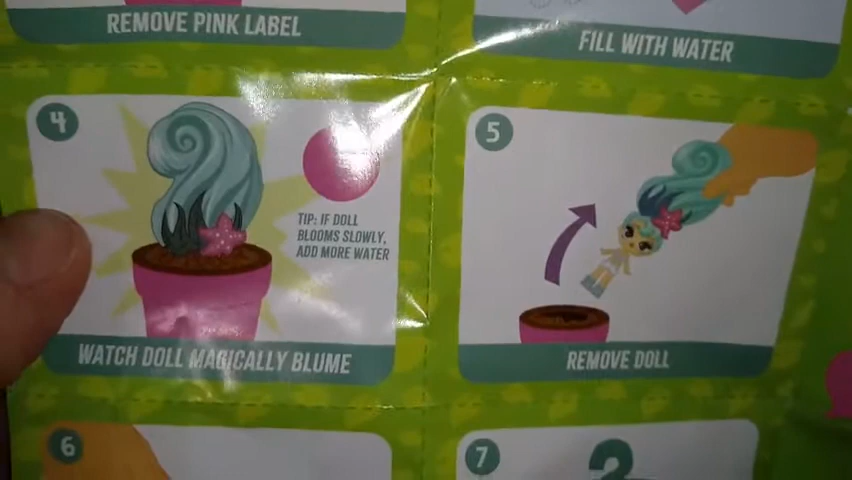 REMOVE PINK LABEL
FILL WITH WATER
4
TIP: IF DOLL
BLOOMS SLOWLY,
ADD MORE WATER
WATCH DOLL MAGICALLY BLUME
5
REMOVE DOLL
6
7
?